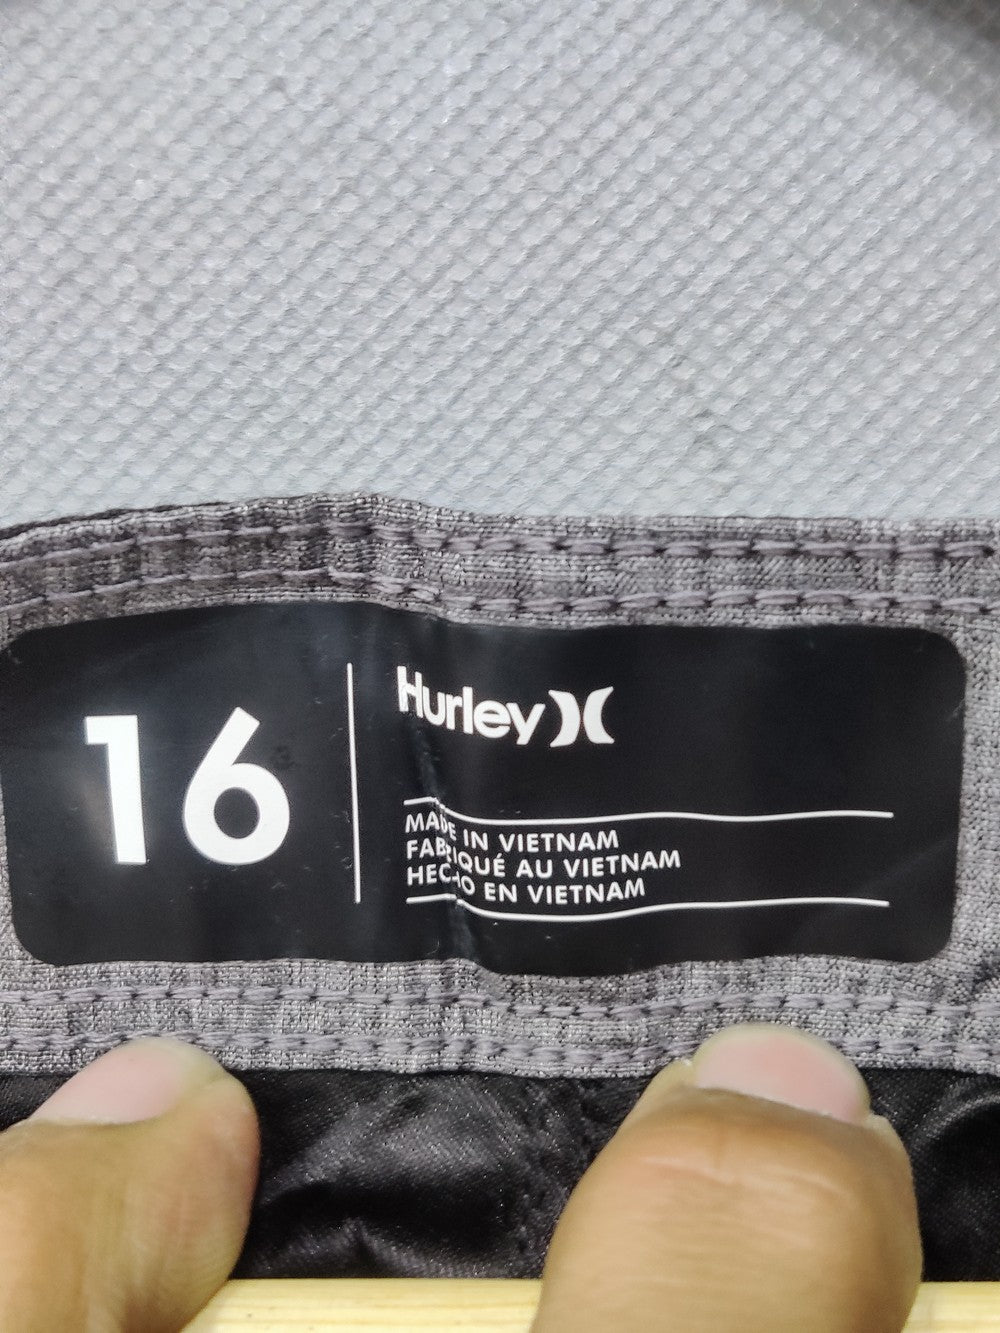 16
Hurley
MADE IN VIETNAM
FABRIQUÉ AU VIETNAM
HECHO EN VIETNAM